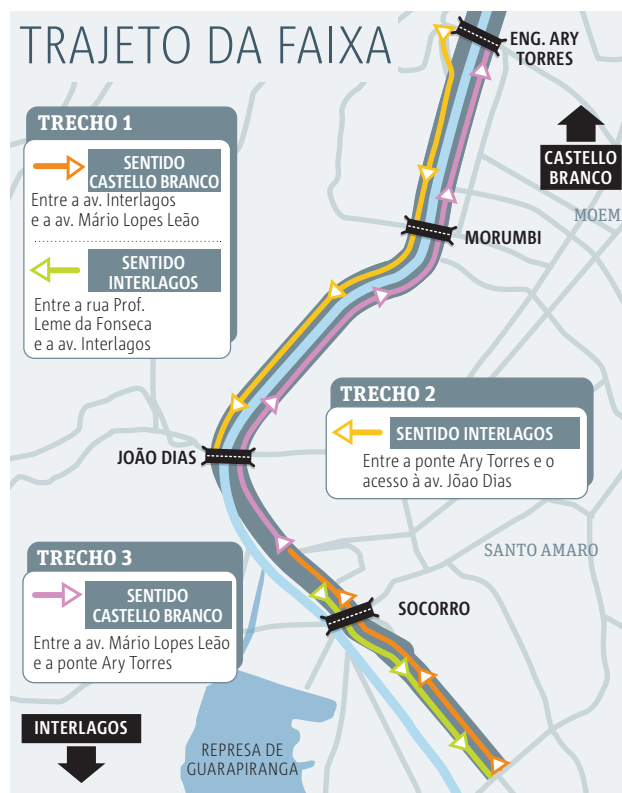 TRAJETO DA FAIXA
ENG. ARY
TORRES
TRECHO 1
SENTIDO
CASTELLO BRANCO
Entre a av. Interlagos
e a av. Mário Lopes Leão
SENTIDO
INTERLAGOS
Entre a rua Prof.
Leme da Fonseca
e a av. Interlagos
CASTELLO
BRANCO
MOEM
MORUMBI
TRECHO 2
SENTIDO INTERLAGOS
Entre a ponte Ary Torres e o
acesso à av. Jõao Dias
JOÃO DIAS
SANTO AMARO
TRECHO 3
SENTIDO
CASTELLO BRANCO
Entre a av. Mário Lopes Leão
e a ponte Ary Torres
SOCORRO
INTERLAGOS
REPRESA DE
GUARAPIRANGA